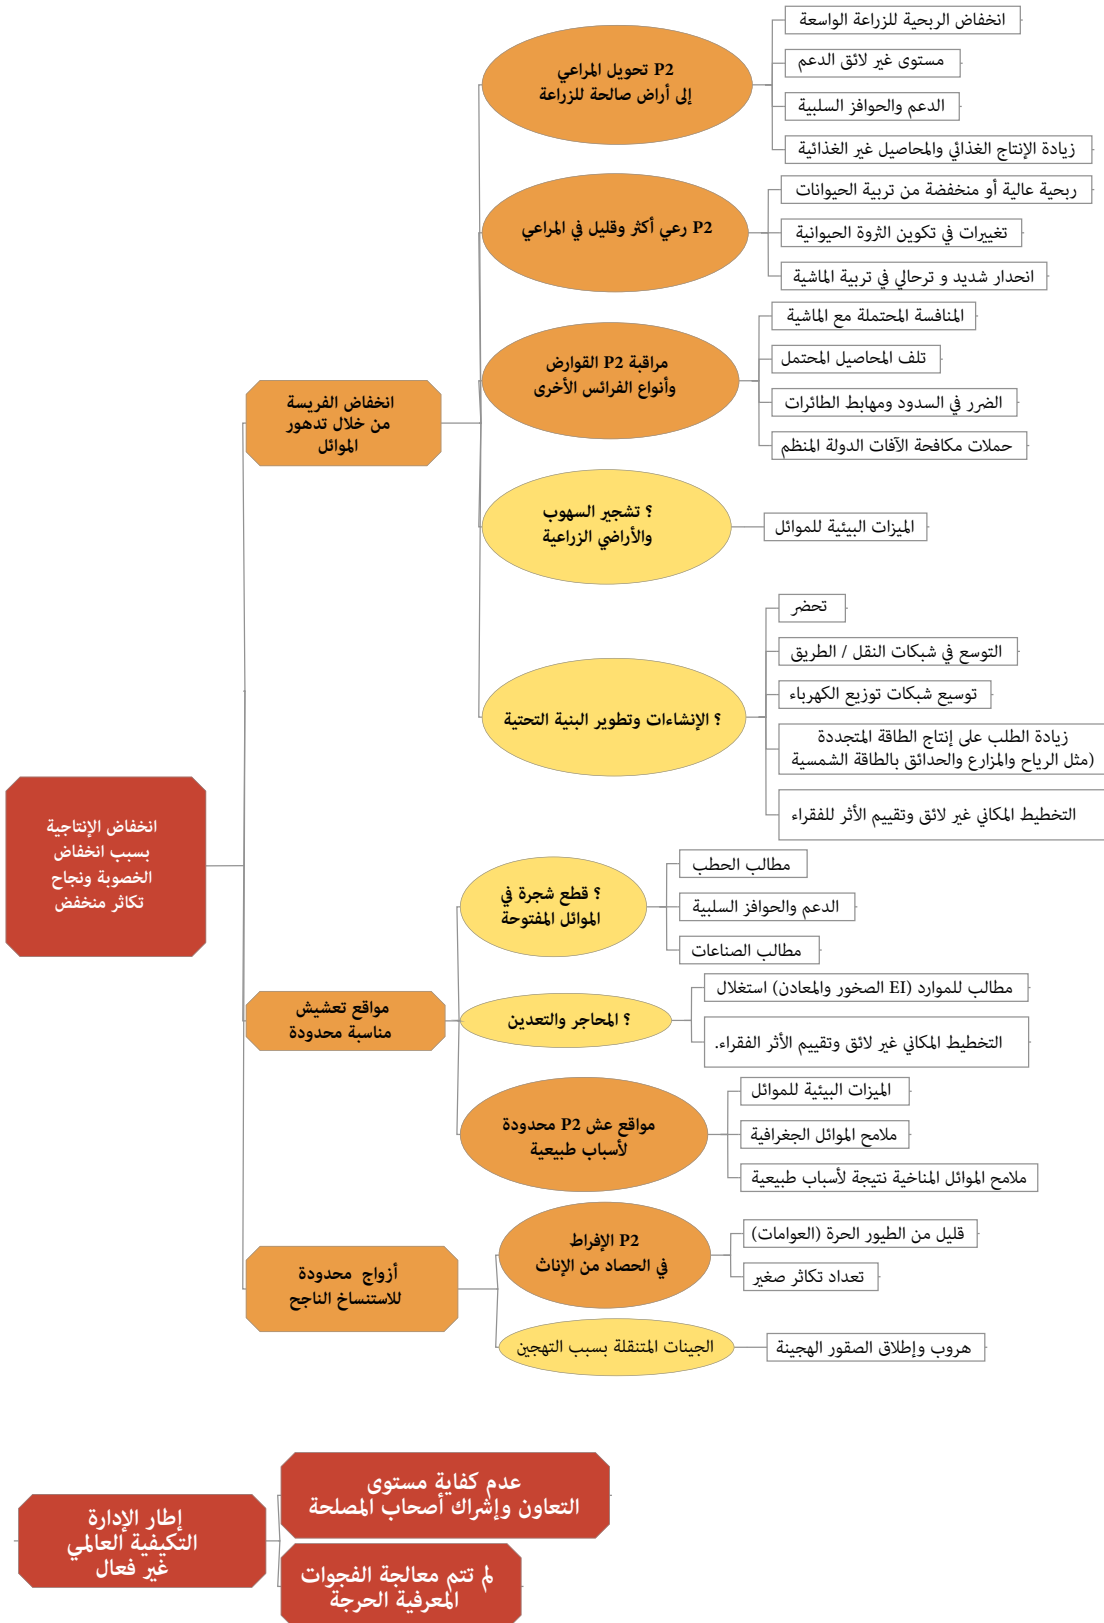 انخفاض الإنتاجية
بسبب انخفاض
الخصوبة ونجاح
تكاثر منخفض
انخفاض الفريسة
من خلال تدهور
الموائل
P2 تحويل المراعي
إلى أراض صالحة للزراعة
انخفاض الربحية للزراعة الواسعة
مستوى غير لائق الدعم
الدعم والحوافز السلبية
زيادة الإنتاج الغذائي والمحاصيل غير الغذائية
P2 رعي أكثر وقليل في المراعي
ربحية عالية أو منخفضة من تربية الحيوانات
تغييرات في تكوين الثروة الحيوانية
انحدار شديد و ترحالي في تربية الماشية
مراقبة P2 القوارض
وأنواع الفرائس الأخرى
المنافسة المحتملة مع الماشية
تلف المحاصيل المحتمل
الضرر في السدود ومهابط الطائرات
حملات مكافحة الآفات الدولة المنظم
؟ تشجير السهوب
والأراضي الزراعية
الميزات البيئية للموائل
؟ الإنشاءات وتطوير البنية التحتية
تحضر
التوسع في شبكات النقل / الطريق
توسيع شبكات توزيع الكهرباء
زيادة الطلب على إنتاج الطاقة المتجددة
(مثل الرياح والمزارع والحدائق بالطاقة الشمسية
التخطيط المكاني غير لائق وتقييم الأثر للفقراء
مواقع تعشيش
مناسبة محدودة
؟ قطع شجرة في
الموائل المفتوحة
مطالب الحطب
الدعم والحوافز السلبية
مطالب الصناعات
؟ المحاجر والتعدين
مطالب للموارد (EI الصخور والمعادن) استغلال
التخطيط المكاني غير لائق وتقييم الأثر الفقراء.
مواقع عش P2 محدودة
لأسباب طبيعية
الميزات البيئية للموائل
ملامح الموائل الجغرافية
ملامح الموائل المناخية نتيجة لأسباب طبيعية
أزواج محدودة
للاستنساخ الناجح
P2 الإفراط
في الحصاد من الإناث
قليل من الطيور الحرة (العوامات)
تعداد تكاثر صغير
الجينات المتنقلة بسبب التهجين
هروب وإطلاق الصقور الهجينة
إطار الإدارة
التكيفية العالمي
غير فعال
عدم كفاية مستوى
التعاون وإشراك أصحاب المصلحة
لم تتم معالجة الفجوات
المعرفية الحرجة